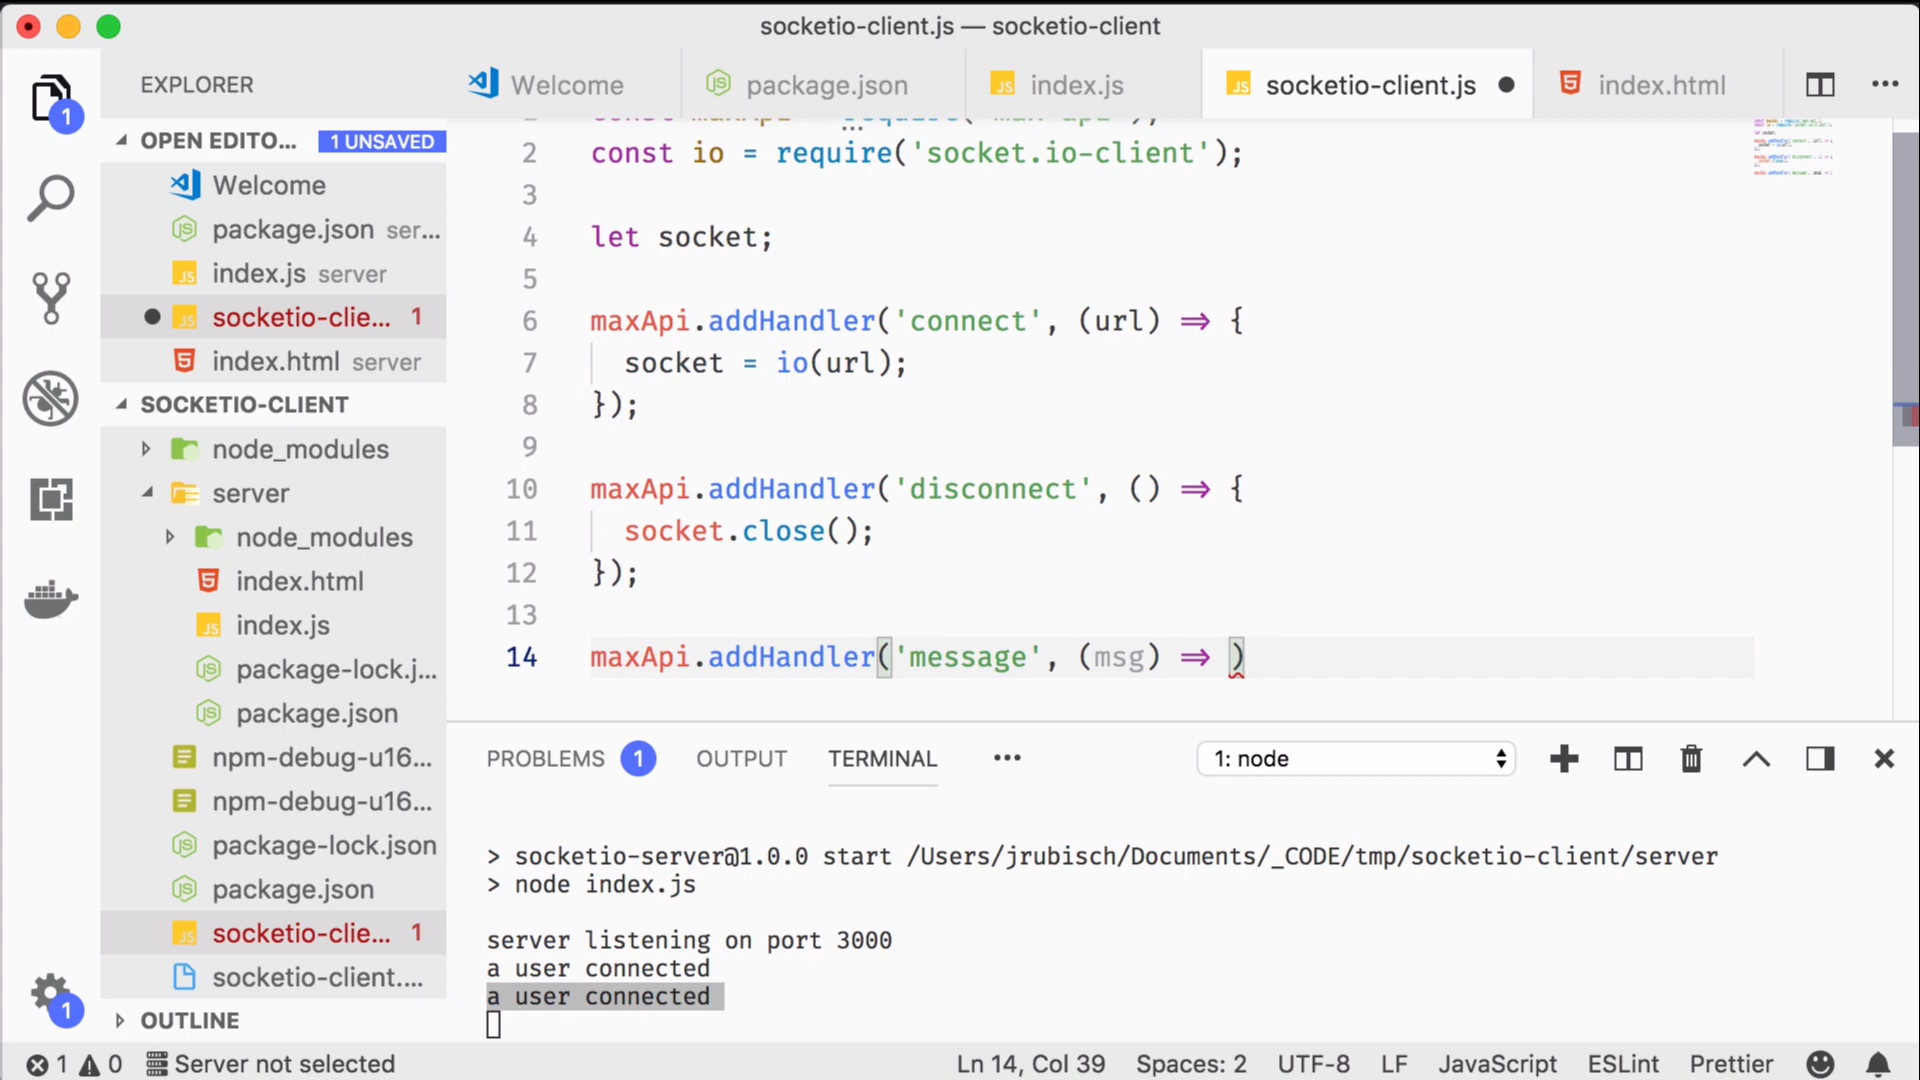 socketio-client.js — socketio-client
EXPLORER
Welcome
package.json
index.js
socketio-client.js
index.html
1
OPEN EDITO... 1 UNSAVED
Welcome
package.json ser...
index.js server
socketio-clie... 1
index.html server
SOCKETIO-CLIENT
node_modules
server
node_modules
index.html
index.js
package-lock.j...
package.json
npm-debug-u16...
npm-debug-u16...
package-lock.json
package.json
socketio-clie... 1
socketio-client....
OUTLINE
1
2 const io = require('socket.io-client');
3
4 let socket;
5
6 maxApi.addHandler('connect', (url) => {
7 socket = io(url);
8 });
9
10 maxApi.addHandler('disconnect', () => {
11 socket.close();
12 });
13
14 maxApi.addHandler('message', (msg) => )
PROBLEMS 1 OUTPUT TERMINAL ••• 1: node
> socketio-server@1.0.0 start /Users/jrubisch/Documents/_CODE/tmp/socketio-client/server
> node index.js
server listening on port 3000
a user connected
a user connected
1 0 Server not selected Ln 14, Col 39 Spaces: 2 UTF-8 LF JavaScript ESLint Prettier